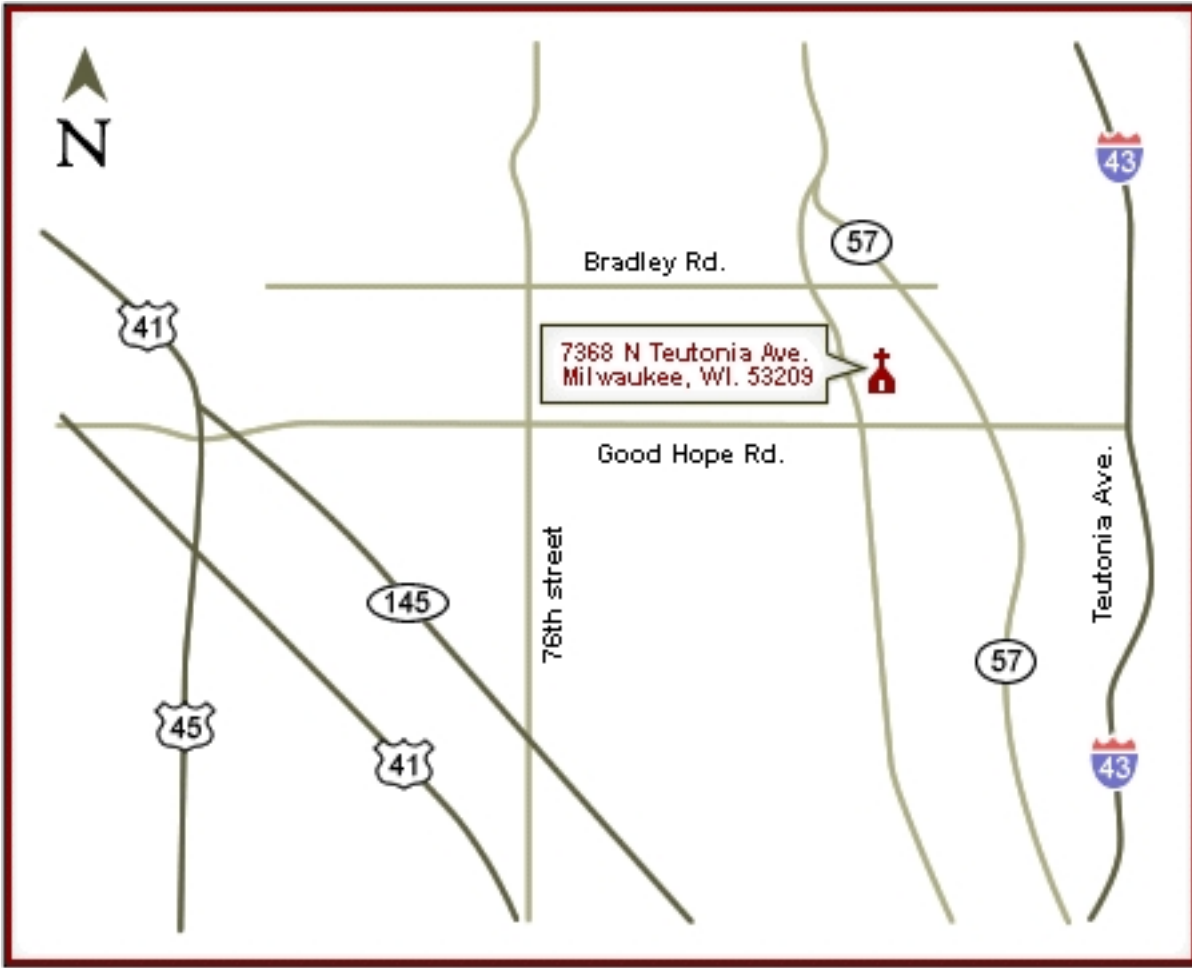 N
43
57
Bradley Rd.
41
7368 N Teutonia Ave.
Milwaukee, WI. 53209
Good Hope Rd.
Teutonia Ave.
76th street
145
57
45
41
43